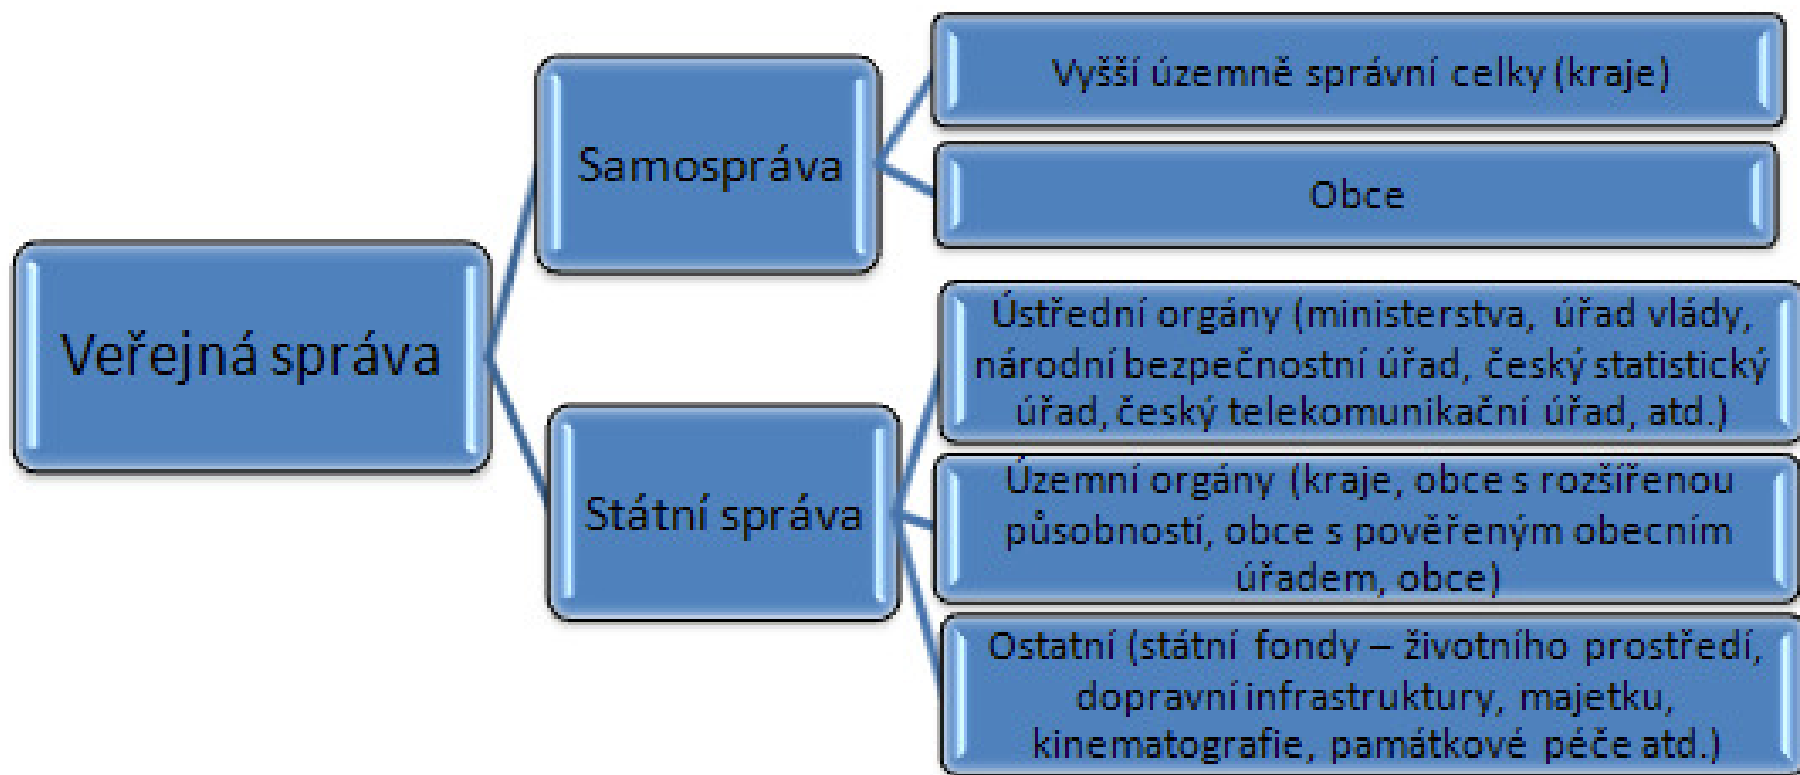 Veřejná správa
Samospráva
Vyšší územně správní celky (kraje)
Obce
Státní správa
Ústřední orgány (ministerstva, úřad vlády,
národní bezpečnostní úřad, český statistický
úřad, český telekomunikační úřad, atd.)
Územní orgány (kraje, obce s rozšířenou
působností, obce s pověřeným obecním
úřadem, obce)
Ostatní (státní fondy – životního prostředí,
dopravní infrastruktury, majetku,
kinematografie, památkové péče atd.)